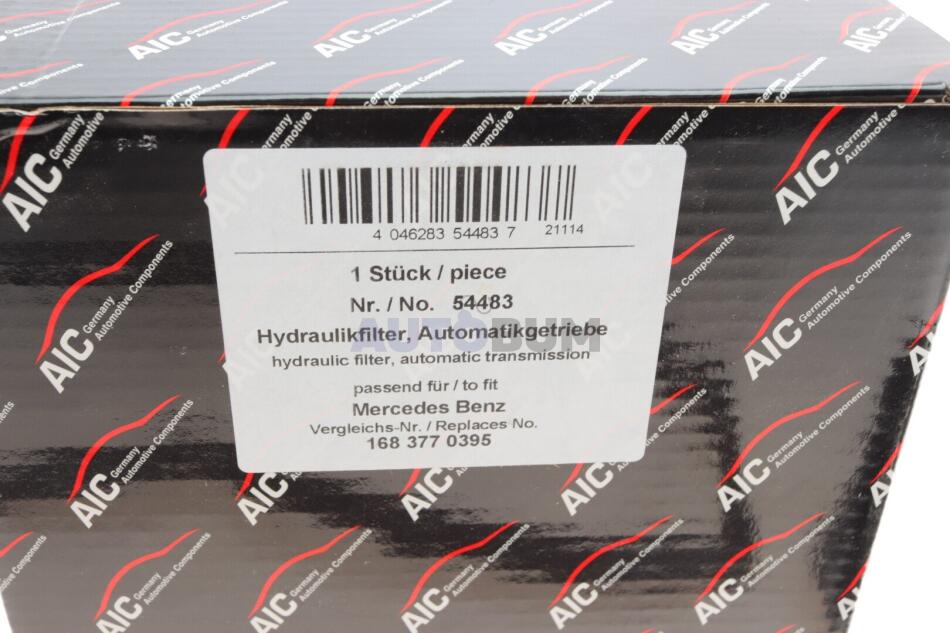 AIC Germany
Automotive Components
4 046283 54483 7 21114
1 Stück / piece
Nr. / No. 54483
Hydraulikfilter, Automatikgetriebe
AUTOBUM
hydraulic filter, automatic transmission
passend für / to fit
Mercedes Benz
Vergleichs-Nr. / Replaces No.
168 377 0395